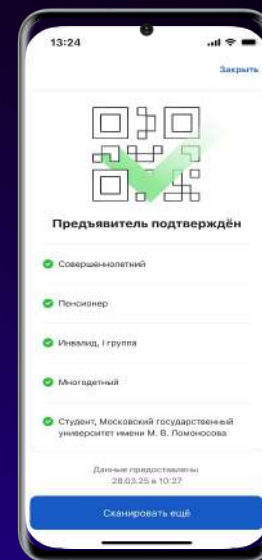 13:24
Закрыть
Предъявитель подтверждён
Совершеннолетний
Пенсионер
Инвалид, I группа
Многодетный
Студент, Московский государственный
университет имени М. В. Ломоносова
Данные предоставлены
28.03.25 в 10:27
Сканировать ещё